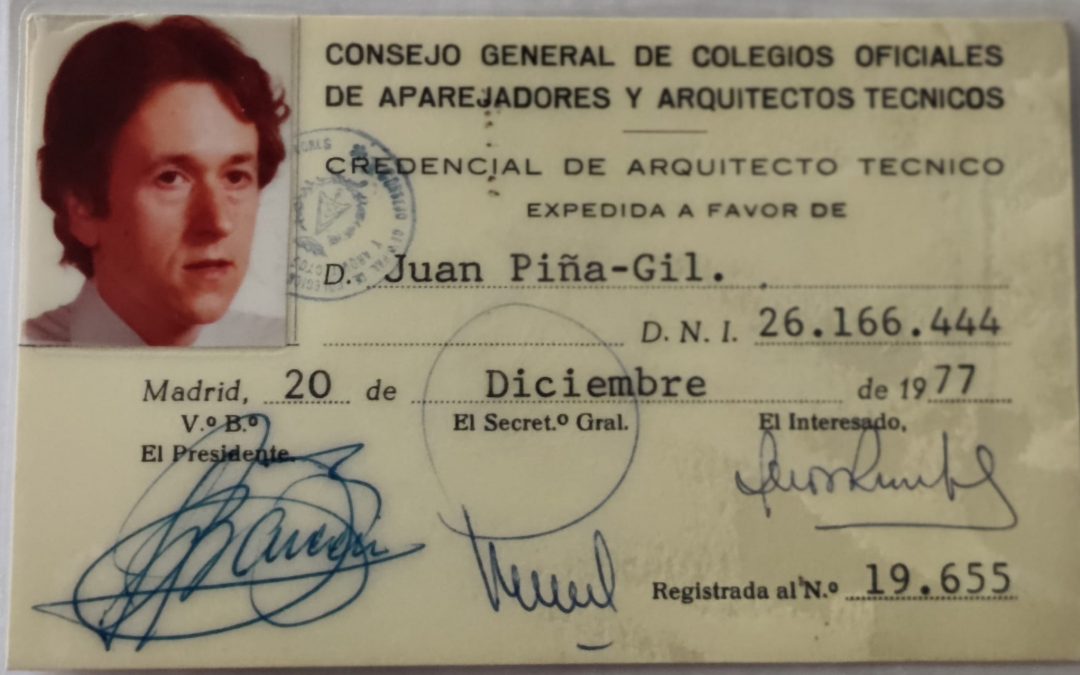 CONSEJO GENERAL DE COLEGIOS OFICIALES
DE APAREJADORES Y ARQUITECTOS TECNICOS
CREDENCIAL DE ARQUITECTO TECNICO
EXPEDIDA A FAVOR DE
D. Juan Piña-Gil.
D. N. I. 26.166.444
Madrid, 20 de Diciembre de 1977
V.º B.º
El Presidente.
El Secret.º Gral.
El Interesado,
Registrada al N.º 19.655